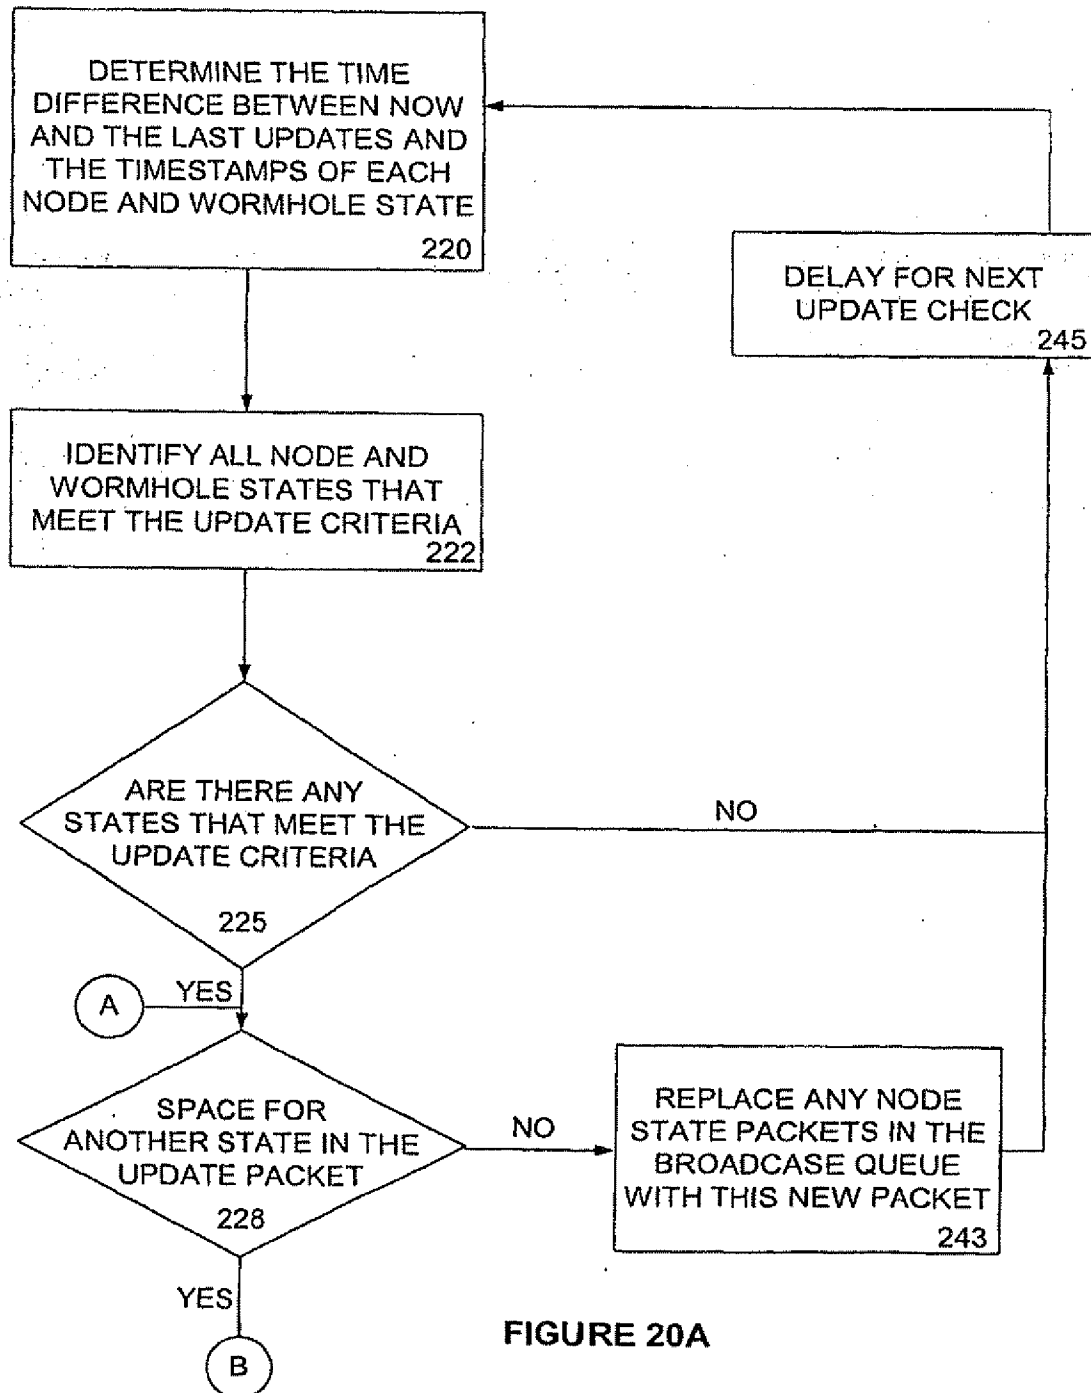 DETERMINE THE TIME
DIFFERENCE BETWEEN NOW
AND THE LAST UPDATES AND
THE TIMESTAMPS OF EACH
NODE AND WORMHOLE STATE
220
DELAY FOR NEXT
UPDATE CHECK
245
IDENTIFY ALL NODE AND
WORMHOLE STATES THAT
MEET THE UPDATE CRITERIA
222
ARE THERE ANY
STATES THAT MEET THE
UPDATE CRITERIA
225
NO
YES
A
SPACE FOR
ANOTHER STATE IN THE
UPDATE PACKET
228
NO
REPLACE ANY NODE
STATE PACKETS IN THE
BROADCASE QUEUE
WITH THIS NEW PACKET
243
YES
B
FIGURE 20A